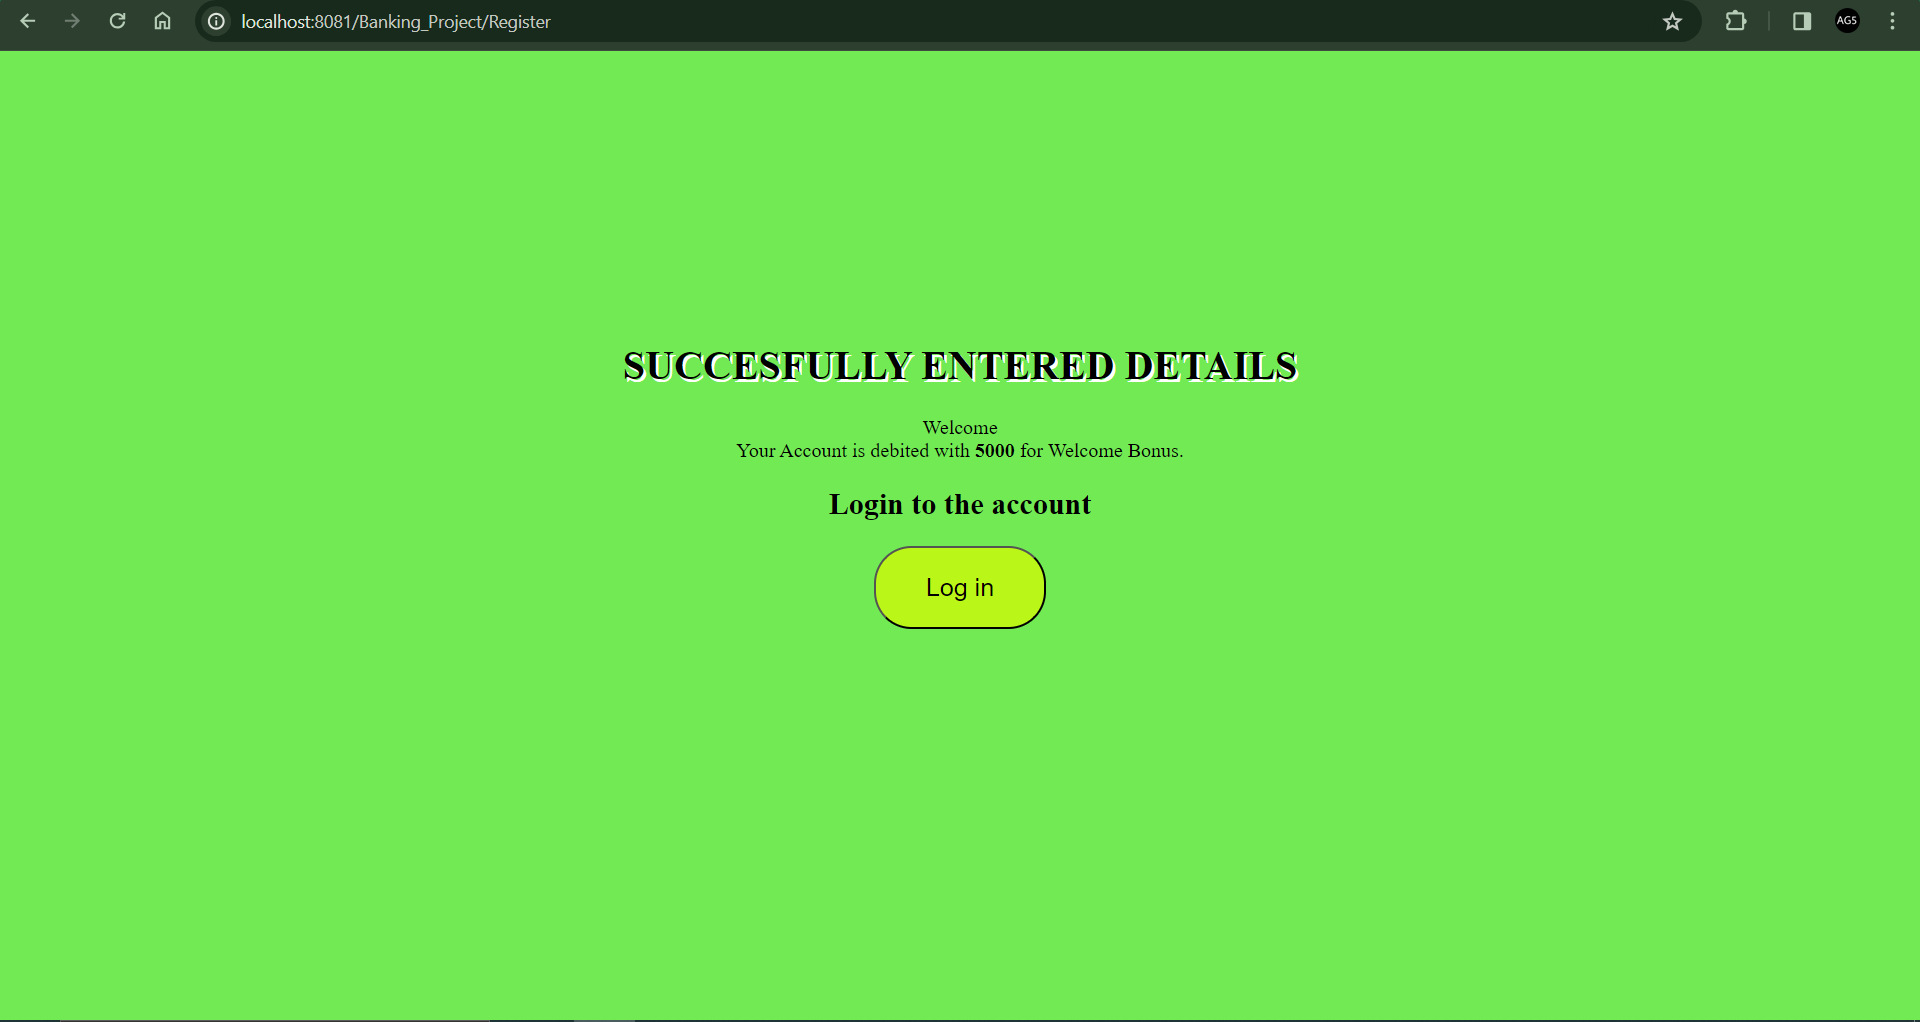 localhost:8081/Banking_Project/Register
AG5
SUCCESFULLY ENTERED DETAILS
Welcome
Your Account is debited with 5000 for Welcome Bonus.
Login to the account
Log in